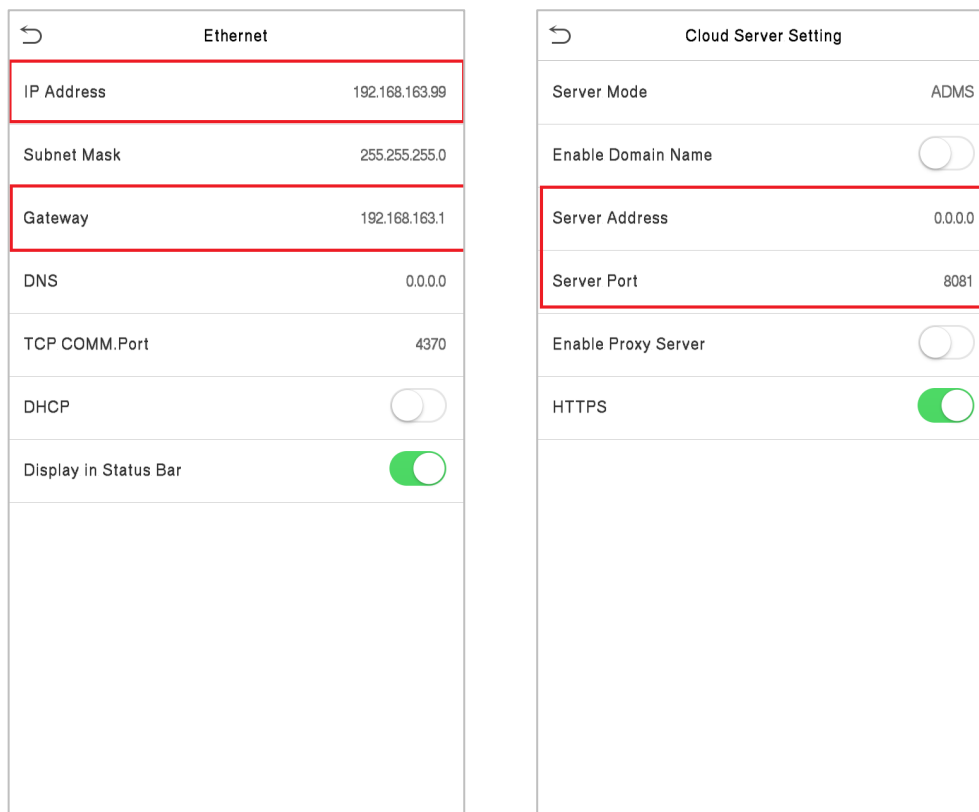 Ethernet
IP Address 192.168.163.99
Subnet Mask 255.255.255.0
Gateway 192.168.163.1
DNS 0.0.0.0
TCP COMM.Port 4370
DHCP
Display in Status Bar
Cloud Server Setting
Server Mode ADMS
Enable Domain Name
Server Address 0.0.0.0
Server Port 8081
Enable Proxy Server
HTTPS